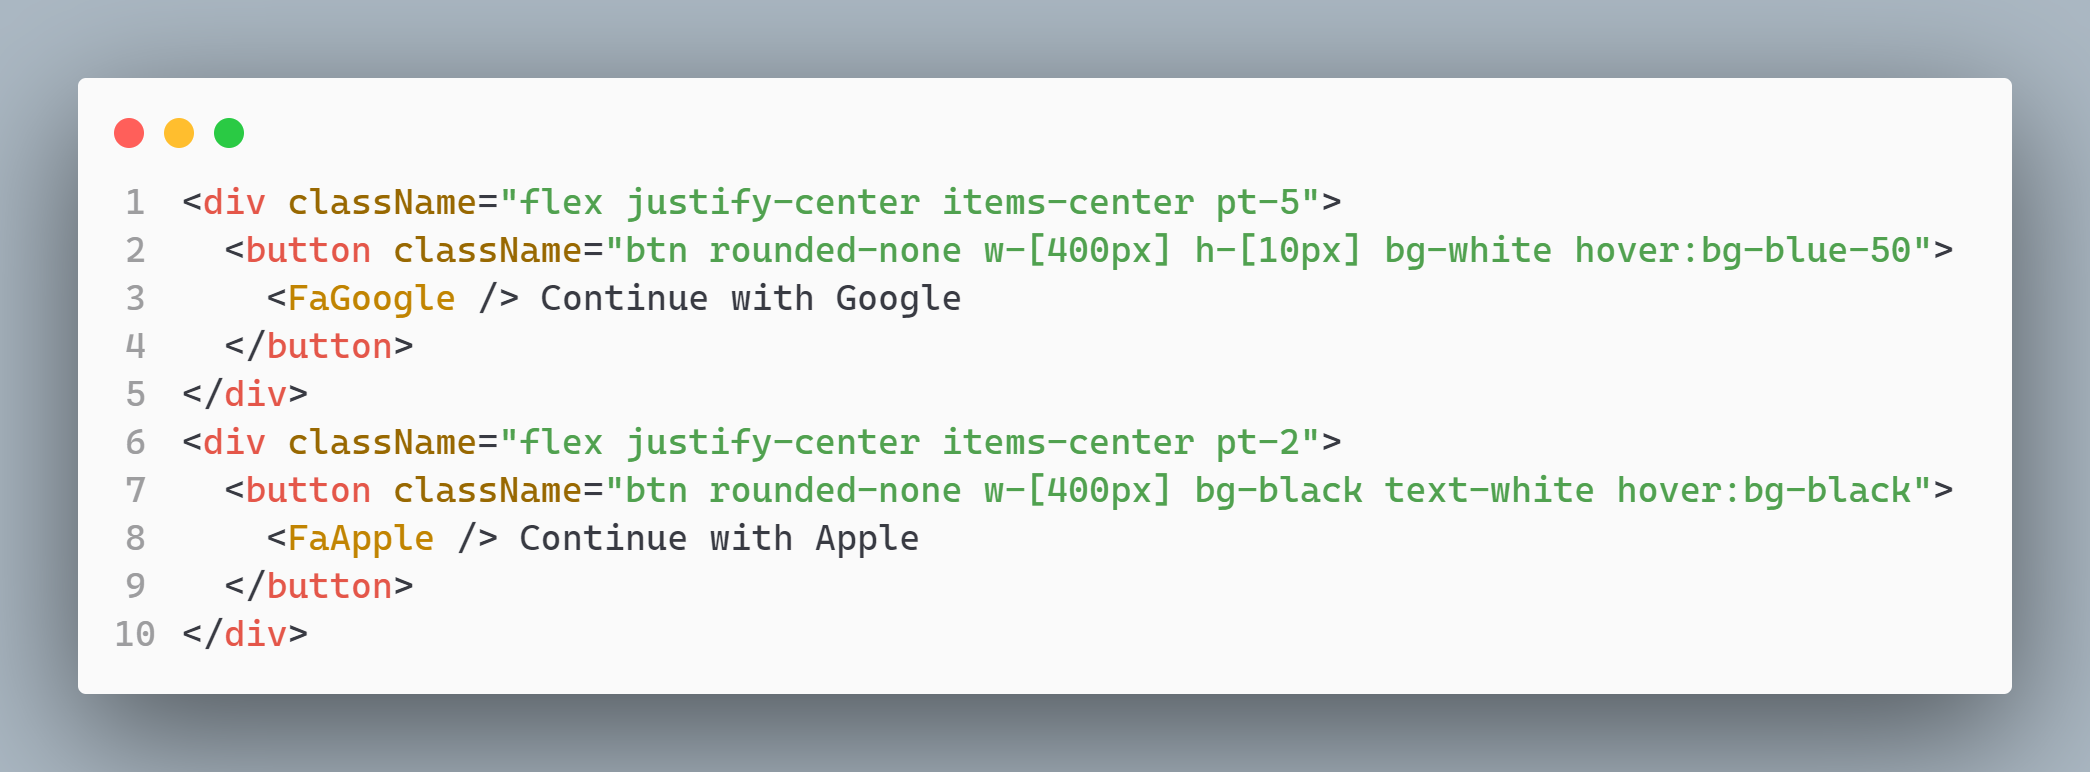 1 <div className="flex justify-center items-center pt-5">
2   <button className="btn rounded-none w-[400px] h-[10px] bg-white hover:bg-blue-50">
3     <FaGoogle /> Continue with Google
4   </button>
5 </div>
6 <div className="flex justify-center items-center pt-2">
7   <button className="btn rounded-none w-[400px] bg-black text-white hover:bg-black">
8     <FaApple /> Continue with Apple
9   </button>
10 </div>